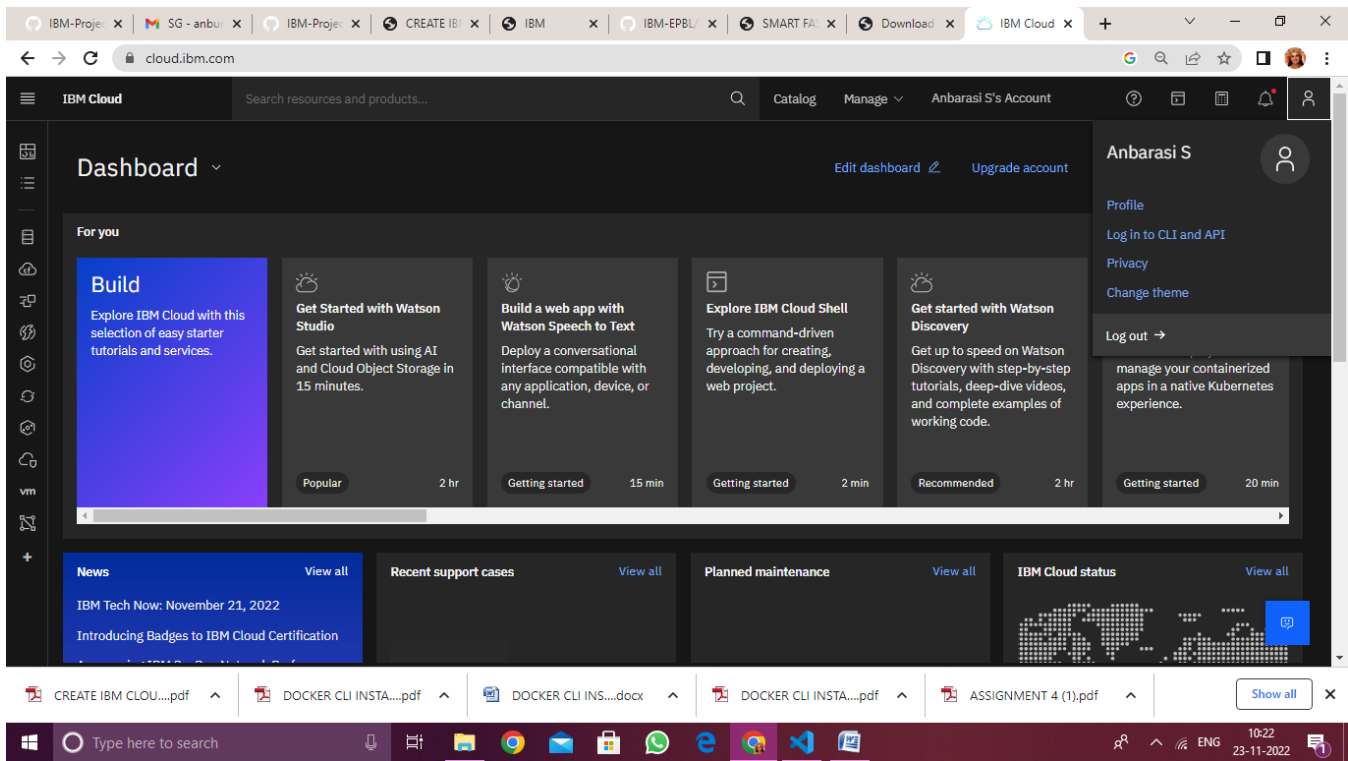 IBM-Projec
SG - anbur
IBM-Projec
CREATE IB
IBM
IBM-EPBL/
SMART FAS
Download
IBM Cloud
cloud.ibm.com
IBM Cloud
Search resources and products...
Catalog
Manage
Anbarasi S's Account
Dashboard
Edit dashboard
Upgrade account
Anbarasi S
Profile
Log in to CLI and API
Privacy
Change theme
Log out →
For you
Build
Explore IBM Cloud with this
selection of easy starter
tutorials and services.
Get Started with Watson
Studio
Get started with using AI
and Cloud Object Storage in
15 minutes.
Popular
2 hr
Build a web app with
Watson Speech to Text
Deploy a conversational
interface compatible with
any application, device, or
channel.
Getting started
15 min
Explore IBM Cloud Shell
Try a command-driven
approach for creating,
developing, and deploying a
web project.
Getting started
2 min
Get started with Watson
Discovery
Get up to speed on Watson
Discovery with step-by-step
tutorials, deep-dive videos,
and complete examples of
working code.
Recommended
2 hr
manage your containerized
apps in a native Kubernetes
experience.
Getting started
20 min
vm
News
View all
IBM Tech Now: November 21, 2022
Introducing Badges to IBM Cloud Certification
Recent support cases
View all
Planned maintenance
View all
IBM Cloud status
View all
CREATE IBM CLOU....pdf
DOCKER CLI INSTA....pdf
DOCKER CLI INS....docx
DOCKER CLI INSTA....pdf
ASSIGNMENT 4 (1).pdf
Show all
Type here to search
ENG
10:22
23-11-2022
1